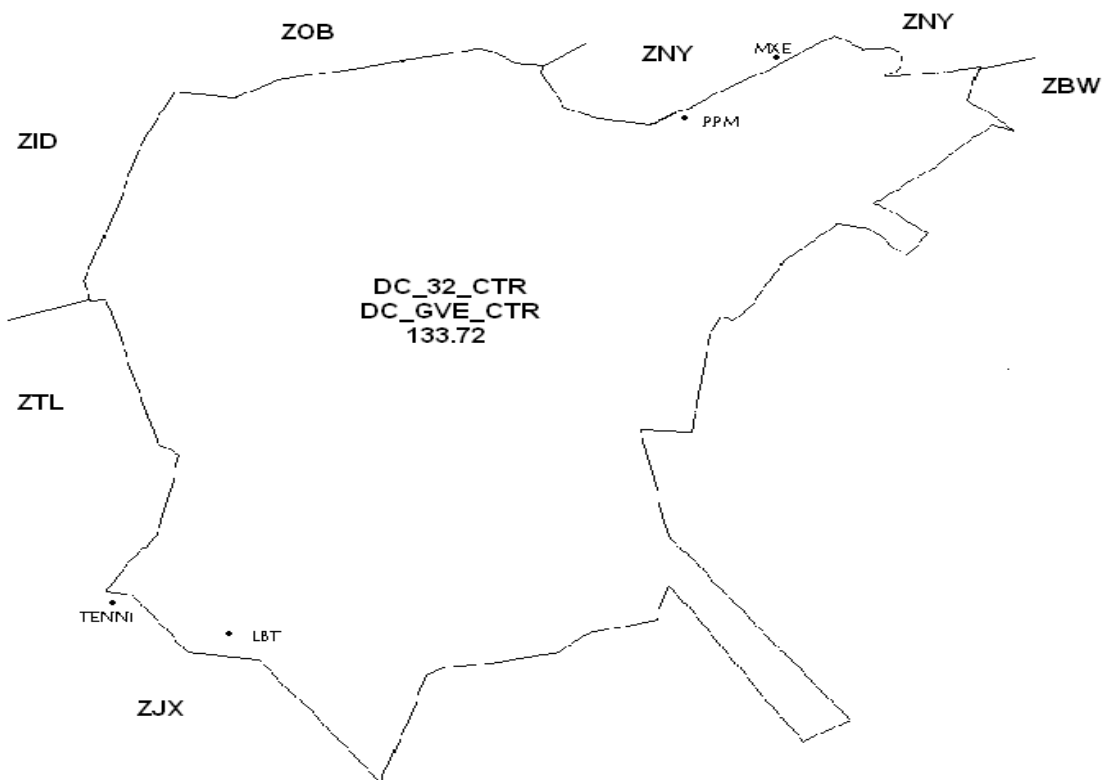 ZOB
ZNY
MXE
ZNY
ZBW
PPM
ZID
DC_32_CTR
DC_GVE_CTR
133.72
ZTL
TENNI
LBT
ZJX